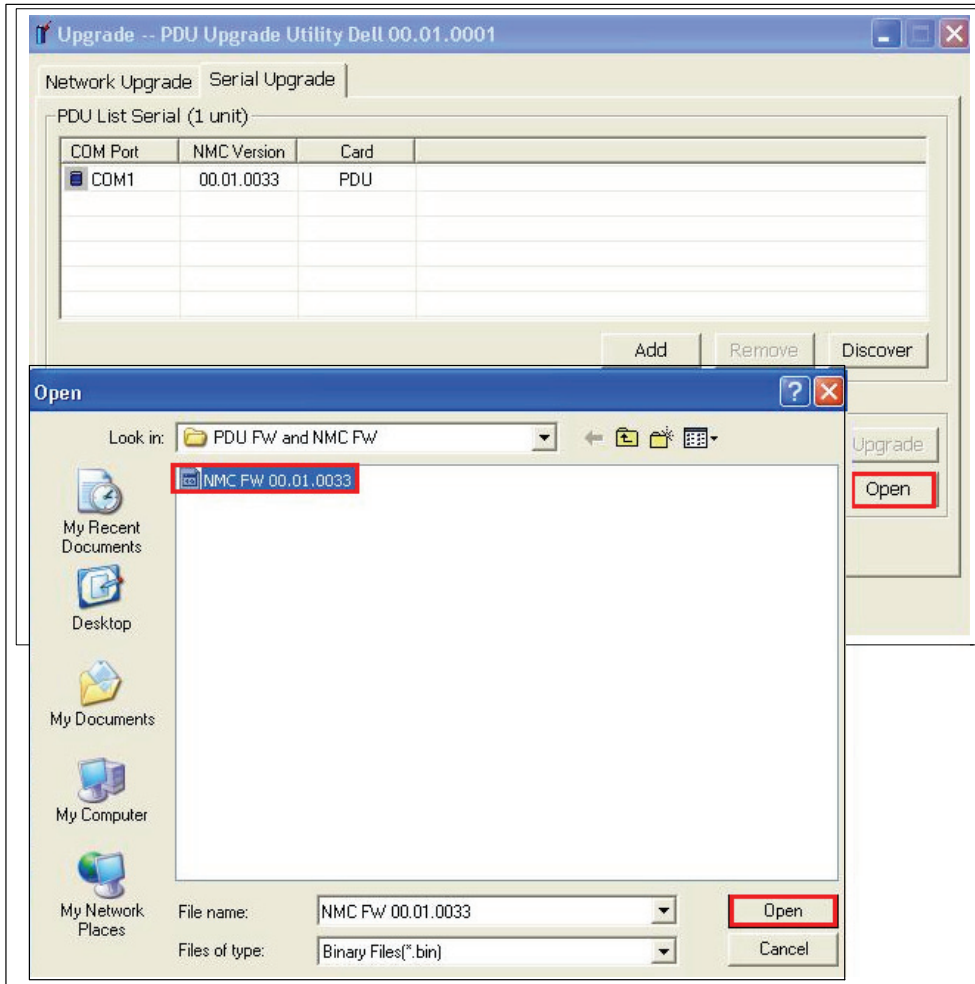 Upgrade -- PDU Upgrade Utility Dell 00.01.0001
Network Upgrade Serial Upgrade
PDU List Serial (1 unit)
COM Port NMC Version Card
COM1 00.01.0033 PDU
Add Remove Discover
Open
Look in: PDU FW and NMC FW
Upgrade
NMC FW 00.01.0033
Open
My Recent
Documents
Desktop
My Documents
My Computer
My Network
Places
File name: NMC FW 00.01.0033 Open
Files of type: Binary Files(*.bin) Cancel